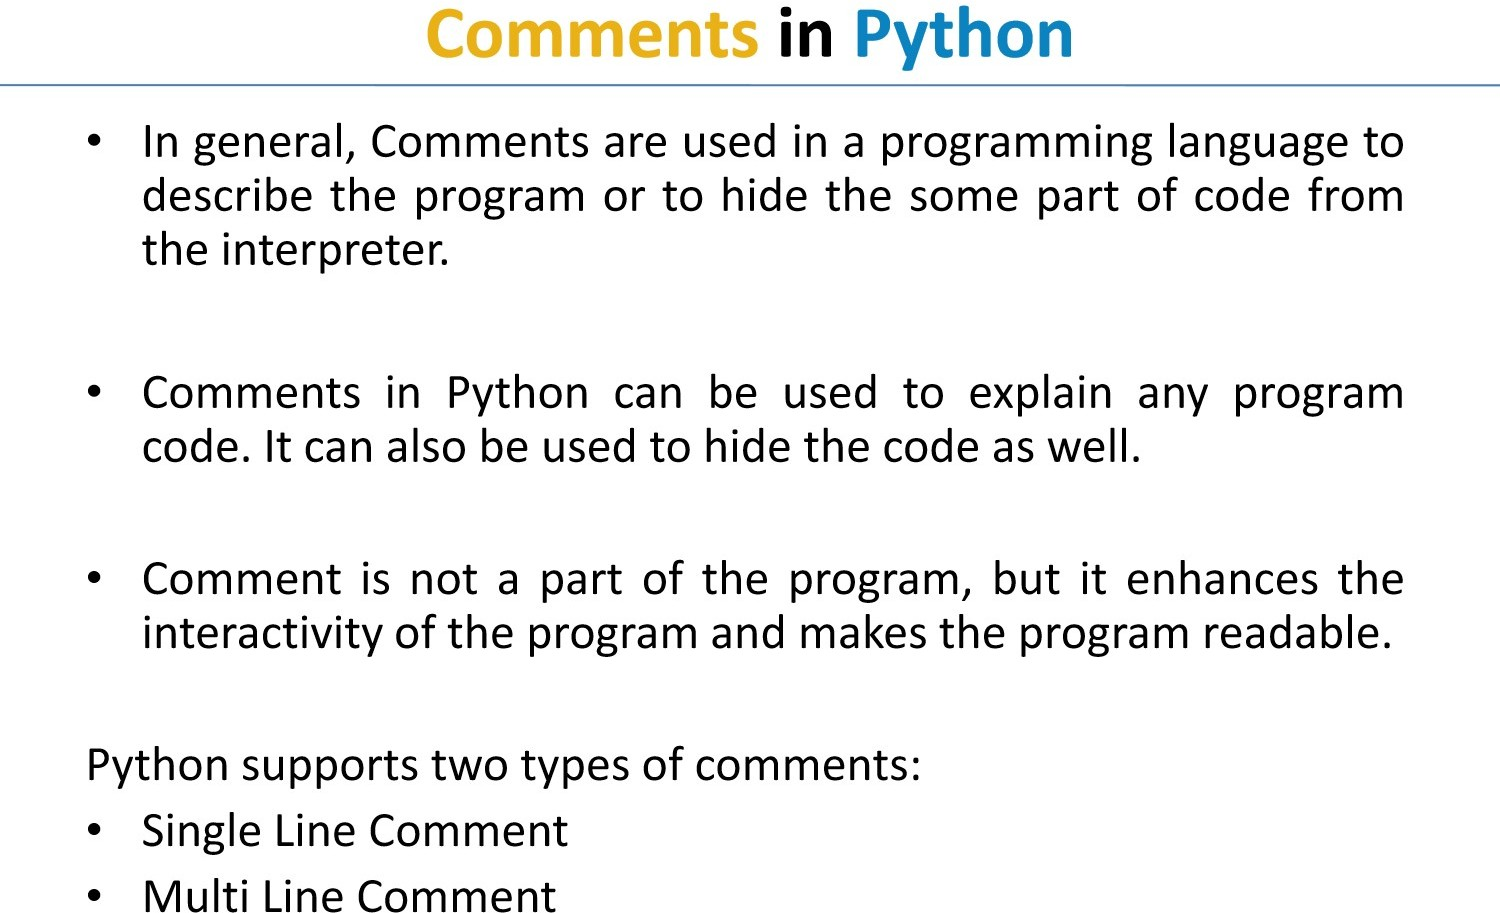 Comments in Python
• In general, Comments are used in a programming language to
describe the program or to hide the some part of code from
the interpreter.
• Comments in Python can be used to explain any program
code. It can also be used to hide the code as well.
• Comment is not a part of the program, but it enhances the
interactivity of the program and makes the program readable.
Python supports two types of comments:
• Single Line Comment
• Multi Line Comment